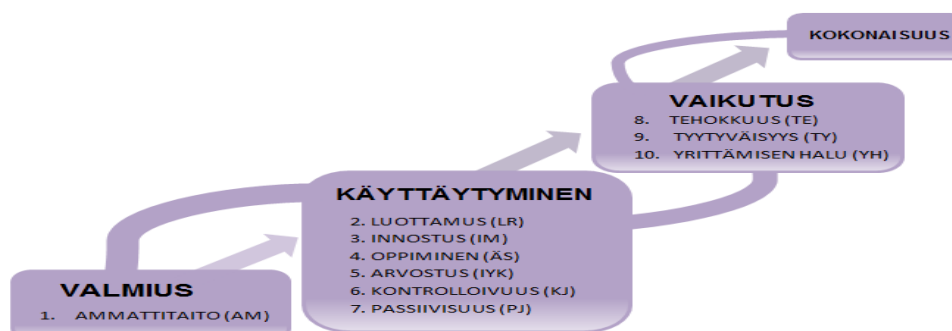 KOKONAISUUS
VAIKUTUS
8. TEHOKKUUS (TE)
9. TYYTYVÄISYYS (TY)
10. YRITTÄMISEN HALU (YH)
KÄYTTÄYTYMINEN
2. LUOTTAMUS (LR)
3. INNOSTUS (IM)
4. OPPIMINEN (ÄS)
5. ARVOSTUS (IYK)
6. KONTROLLOIVUUS (KJ)
7. PASSIIVISUUS (PJ)
VALMIUS
1. AMMATTITAITO (AM)